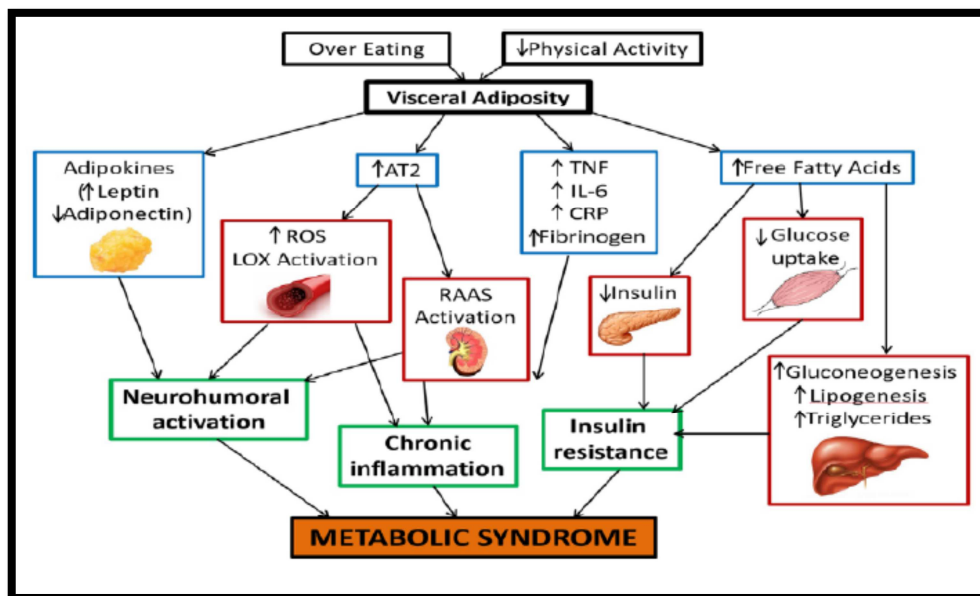 Over Eating
↓Physical Activity
Visceral Adiposity
Adipokines
(↑Leptin
↓Adiponectin)
↑AT2
↑ TNF
↑ IL-6
↑ CRP
↑Fibrinogen
↑Free Fatty Acids
↑ ROS
LOX Activation
RAAS
Activation
↓Insulin
↓ Glucose
uptake
↑Gluconeogenesis
↑ Lipogenesis
↑Triglycerides
Neurohumoral
activation
Chronic
inflammation
Insulin
resistance
METABOLIC SYNDROME